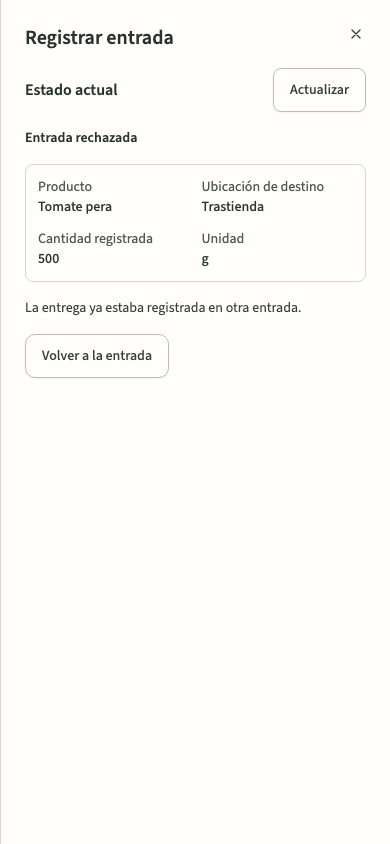 Registrar entrada
Estado actual
Actualizar
Entrada rechazada
Producto
Tomate pera
Ubicación de destino
Trastienda
Cantidad registrada
500
Unidad
g
La entrega ya estaba registrada en otra entrada.
Volver a la entrada